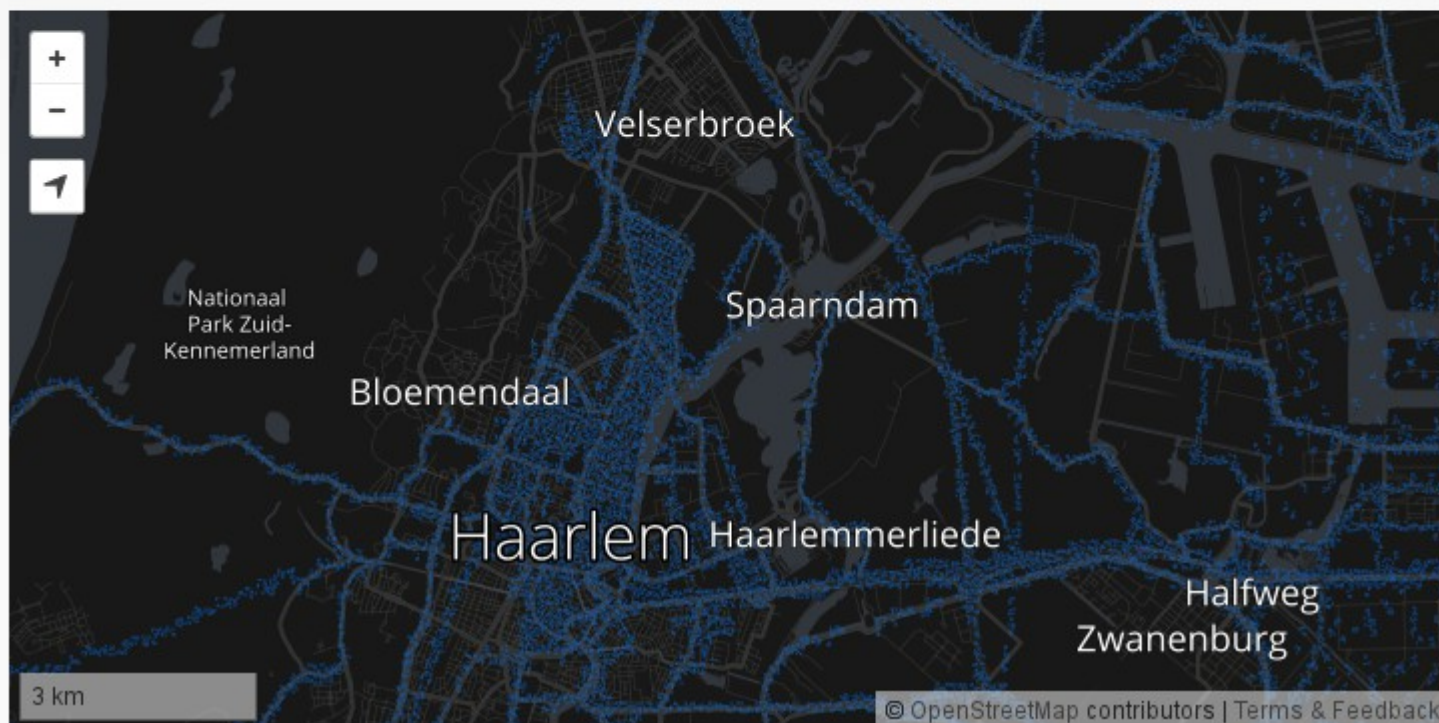 +
−
Velserbroek
Spaarndam
Nationaal
Park Zuid-
Kennemerland
Bloemendaal
Haarlem
Haarlemmerliede
Halfweg
Zwanenburg
3 km
© OpenStreetMap contributors | Terms & Feedback